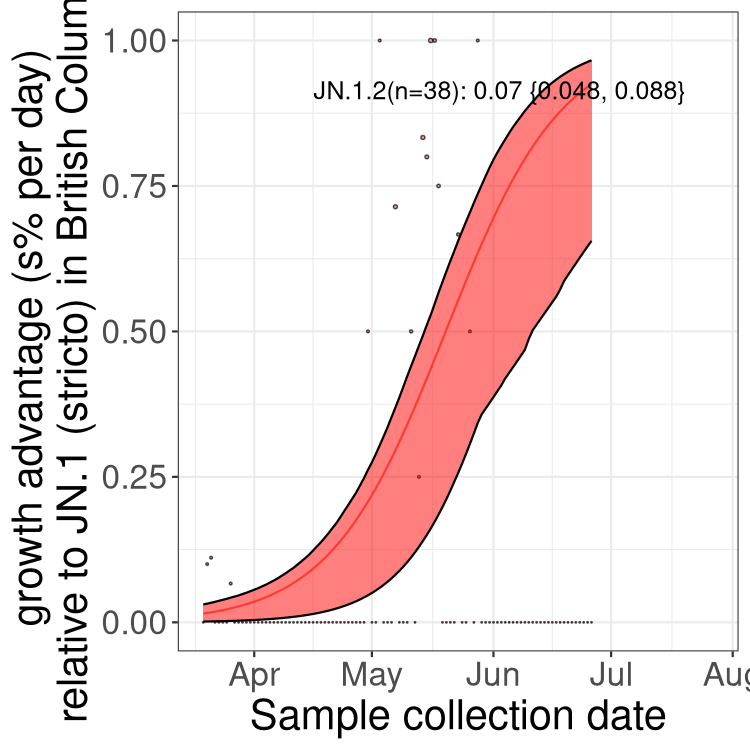 growth advantage (s% per day)
relative to JN.1 (stricto) in British Colum
1.00
0.75
0.50
0.25
0.00
JN.1.2(n=38): 0.07 {0.048, 0.088}
Apr May Jun Jul Aug
Sample collection date